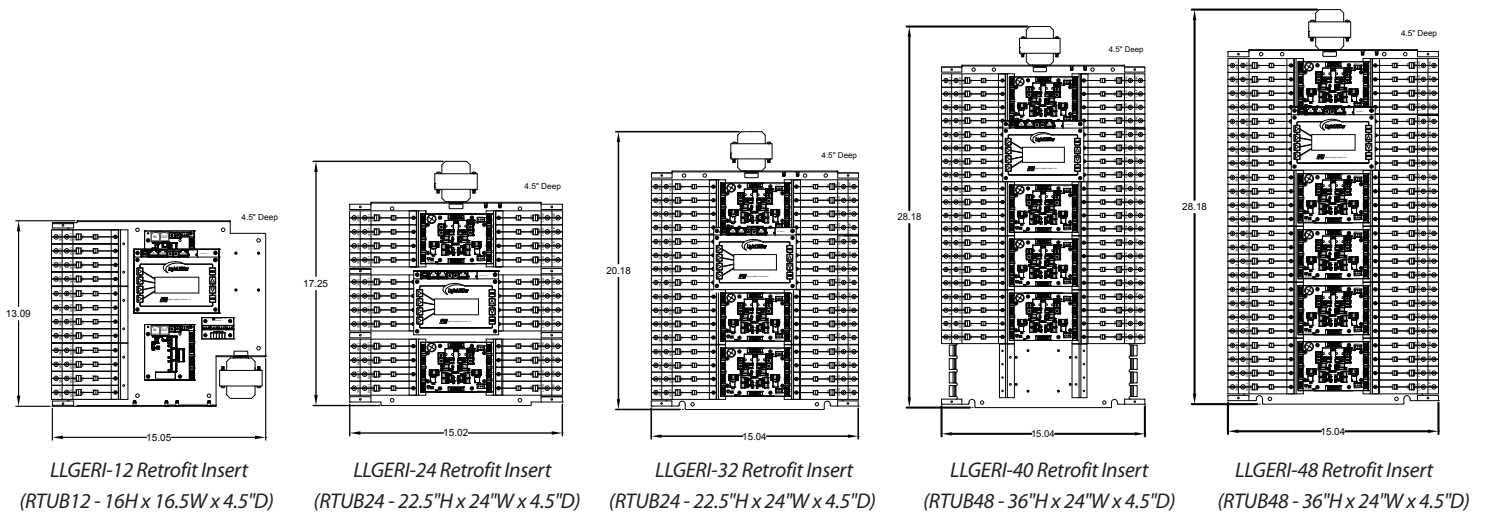 4.5" Deep
13.09
15.05
LLGERI-12 Retrofit Insert
(RTUB12 - 16H x 16.5W x 4.5"D)
4.5" Deep
17.25
15.02
LLGERI-24 Retrofit Insert
(RTUB24 - 22.5"H x 24"W x 4.5"D)
4.5" Deep
20.18
15.04
LLGERI-32 Retrofit Insert
(RTUB24 - 22.5"H x 24"W x 4.5"D)
4.5" Deep
28.18
15.04
LLGERI-40 Retrofit Insert
(RTUB48 - 36"H x 24"W x 4.5"D)
4.5" Deep
28.18
15.04
LLGERI-48 Retrofit Insert
(RTUB48 - 36"H x 24"W x 4.5"D)